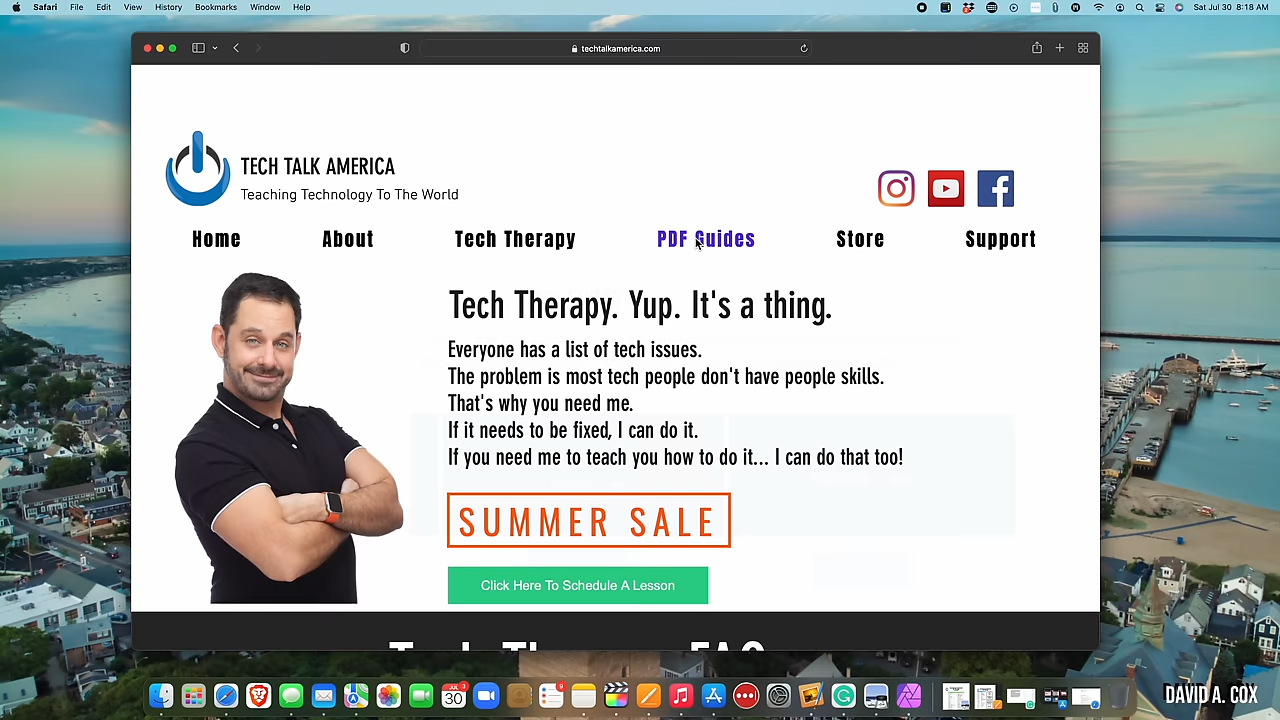 Safari File Edit View History Bookmarks Window Help
Sat Jul 30 8:18 AM
techtalkamerica.com
TECH TALK AMERICA
Teaching Technology To The World
Home About Tech Therapy PDF Guides Store Support
Tech Therapy. Yup. It's a thing.
Everyone has a list of tech issues.
The problem is most tech people don't have people skills.
That's why you need me.
If it needs to be fixed, I can do it.
If you need me to teach you how to do it... I can do that too!
SUMMER SALE
Click Here To Schedule A Lesson
JUL
30
DAVID A. COX